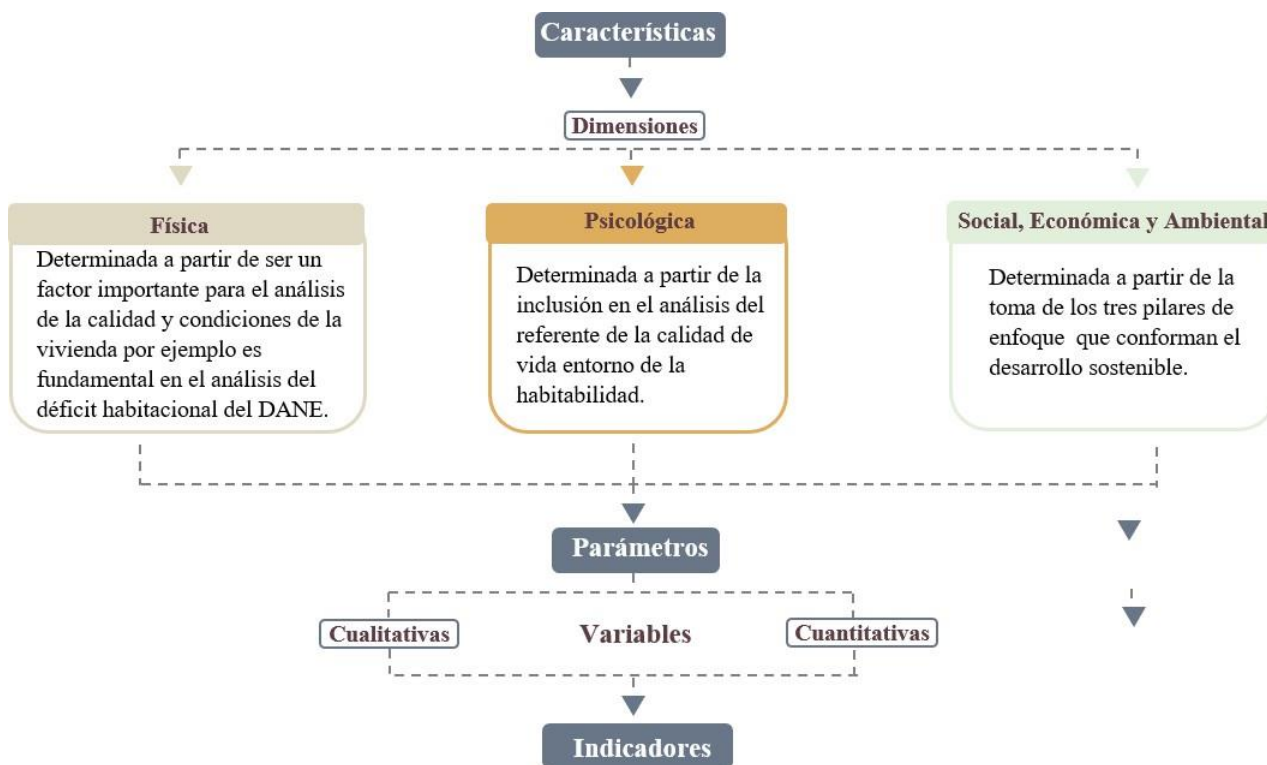 Características
Dimensiones
Física
Determinada a partir de ser un
factor importante para el análisis
de la calidad y condiciones de la
vivienda por ejemplo es
fundamental en el análisis del
déficit habitacional del DANE.
Psicológica
Determinada a partir de la
inclusión en el análisis del
referente de la calidad de
vida entorno de la
habitabilidad.
Social, Económica y Ambiental
Determinada a partir de la
toma de los tres pilares de
enfoque que conforman el
desarrollo sostenible.
Parámetros
Cualitativas
Variables
Cuantitativas
Indicadores